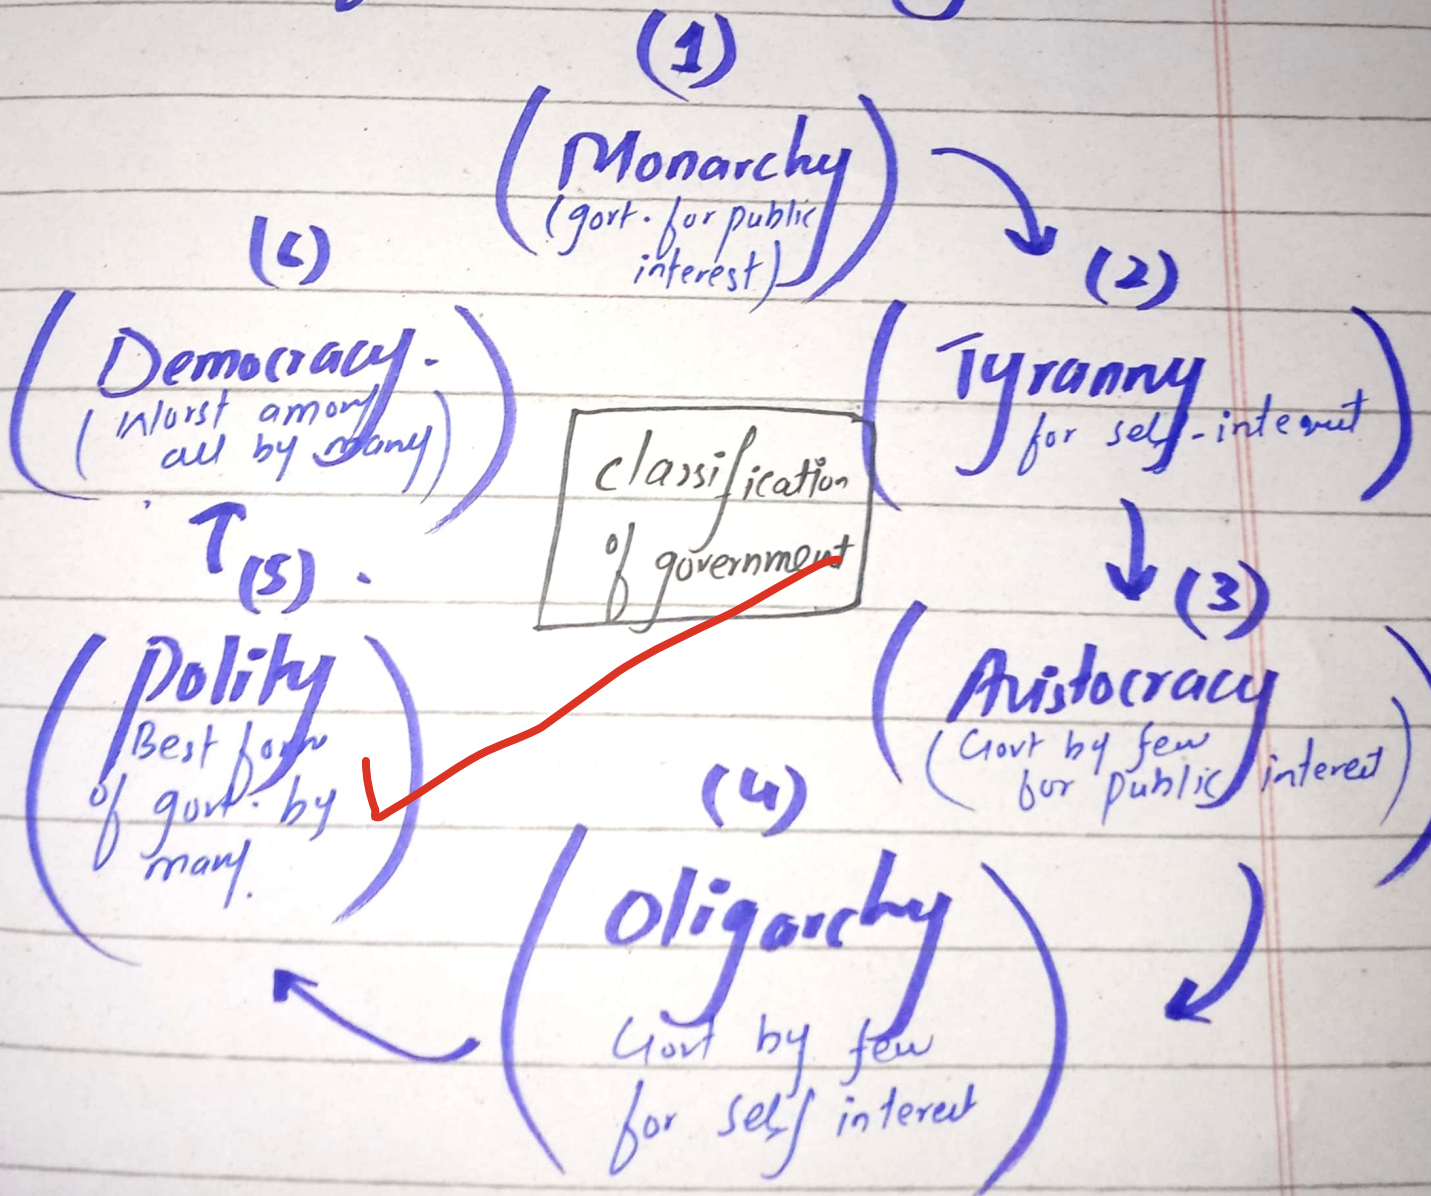 (1)
Monarchy
(govt. for public
interest)
(2)
Tyranny
for self-interest
(3)
Aristocracy
(Govt by few
for public interest)
(4)
Oligarchy
Govt by few
for self interest
(5)
Polity
Best form
of govt. by
many.
(6)
Democracy.
(Worst among
all by many)
classification
of government